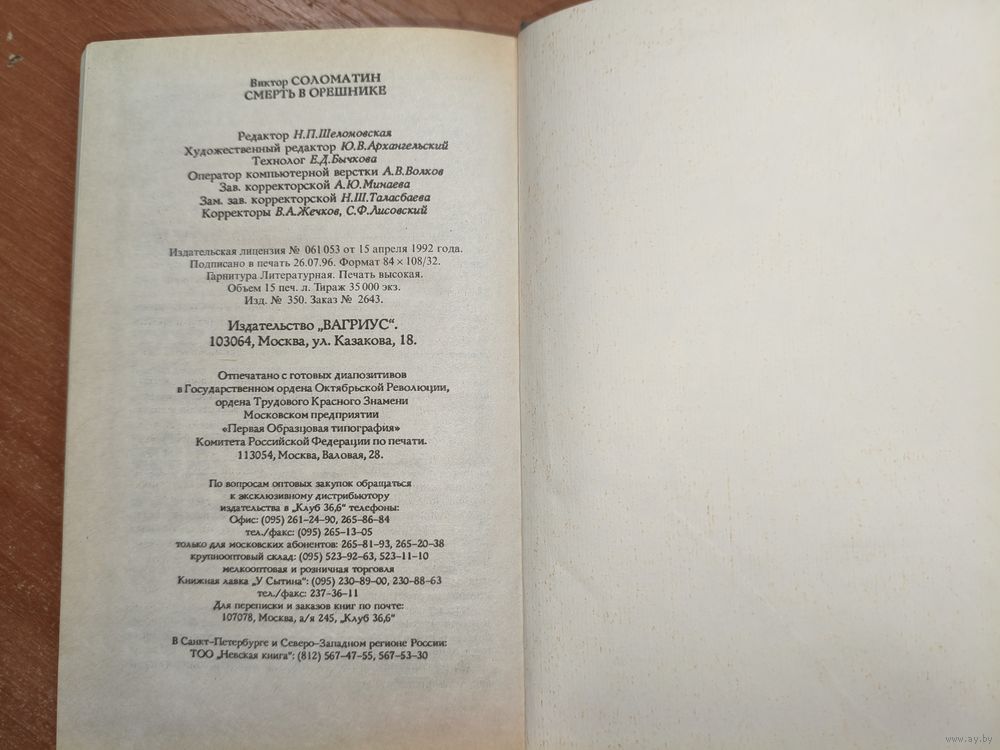 Виктор СОЛОМАТИН
СМЕРТЬ В ОРЕШНИКЕ
Редактор Н.П.Шеломовская
Художественный редактор Ю.В.Архангельский
Технолог Е.Д.Бычкова
Оператор компьютерной верстки А.В.Волков
Зав. корректорской А.Ю.Минаева
Зам. зав. корректорской Н.Ш.Таласбаева
Корректоры В.А.Жечков, С.Ф.Лисовский
Издательская лицензия № 061053 от 15 апреля 1992 года.
Подписано в печать 26.07.96. Формат 84 × 108/32.
Гарнитура Литературная. Печать высокая.
Объем 15 печ. л. Тираж 35 000 экз.
Изд. № 350. Заказ № 2643.
Издательство „ВАГРИУС“.
103064, Москва, ул. Казакова, 18.
Отпечатано с готовых диапозитивов
в Государственном ордена Октябрьской Революции,
ордена Трудового Красного Знамени
Московском предприятии
«Первая Образцовая типография»
Комитета Российской Федерации по печати.
113054, Москва, Валовая, 28.
По вопросам оптовых закупок обращаться
к эксклюзивному дистрибьютору
издательства в „Клуб 36,6“ телефоны:
Офис: (095) 261-24-90, 265-86-84
тел./факс: (095) 265-13-05
только для московских абонентов: 265-81-93, 265-20-38
крупнооптовый склад: (095) 523-92-63, 523-11-10
мелкооптовая и розничная торговля
Книжная лавка „У Сытина“: (095) 230-89-00, 230-88-63
тел./факс: 237-36-11
Для переписки и заказов книг по почте:
107078, Москва, а/я 245, „Клуб 36,6“
В Санкт-Петербурге и Северо-Западном регионе России:
ТОО „Невская книга“: (812) 567-47-55, 567-53-30
www.ay.by